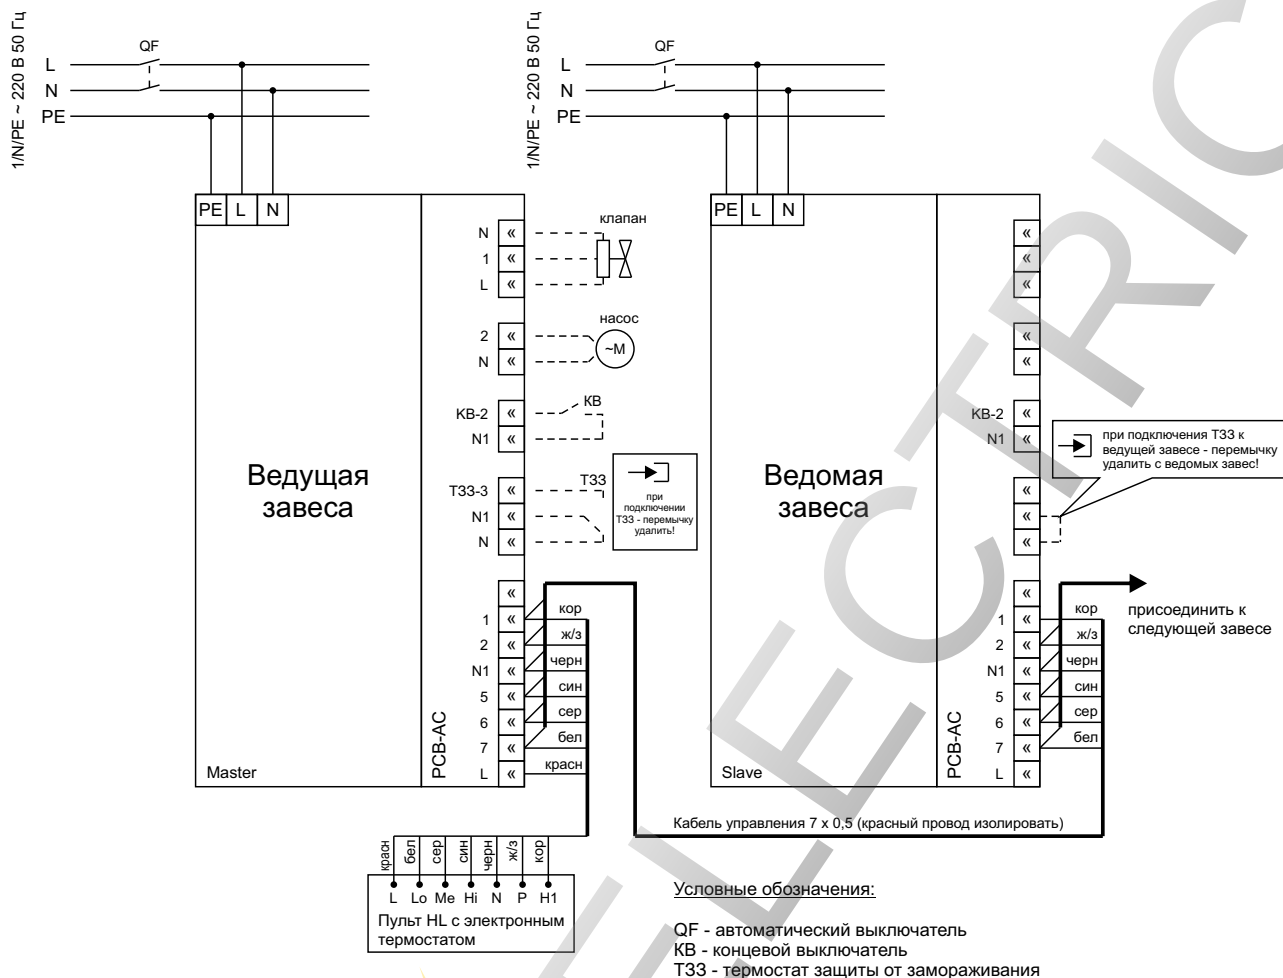 1/N/PE ~ 220 В 50 Гц
QF
L
N
PE
1/N/PE ~ 220 В 50 Гц
QF
L
N
PE
PE L N
N «
1 «
L «
клапан
2 «
N «
насос
~M
КВ-2 «
N1 «
КВ
ТЗЗ-3 «
N1 «
N «
ТЗЗ
при
подключении
ТЗЗ - перемычку
удалить!
Ведущая
завеса
«
1 « кор
2 « ж/з
N1 « черн
5 « син
6 « сер
7 « бел
L « красн
PCB-AC
Master
PE L N
«
«
«
«
«
КВ-2 «
N1 «
при подключения ТЗЗ к
ведущей завесе - перемычку
удалить с ведомых завес!
«
«
«
Ведомая
завеса
«
1 « кор
2 « ж/з
N1 « черн
5 « син
6 « сер
7 « бел
L «
PCB-AC
Slave
присоединить к
следующей завесе
Кабель управления 7 х 0,5 (красный провод изолировать)
красн бел сер син черн ж/з кор
L Lo Me Hi N P H1
Пульт HL с электронным
термостатом
Условные обозначения:
QF - автоматический выключатель
КВ - концевой выключатель
ТЗЗ - термостат защиты от замораживания
ELECTRIC